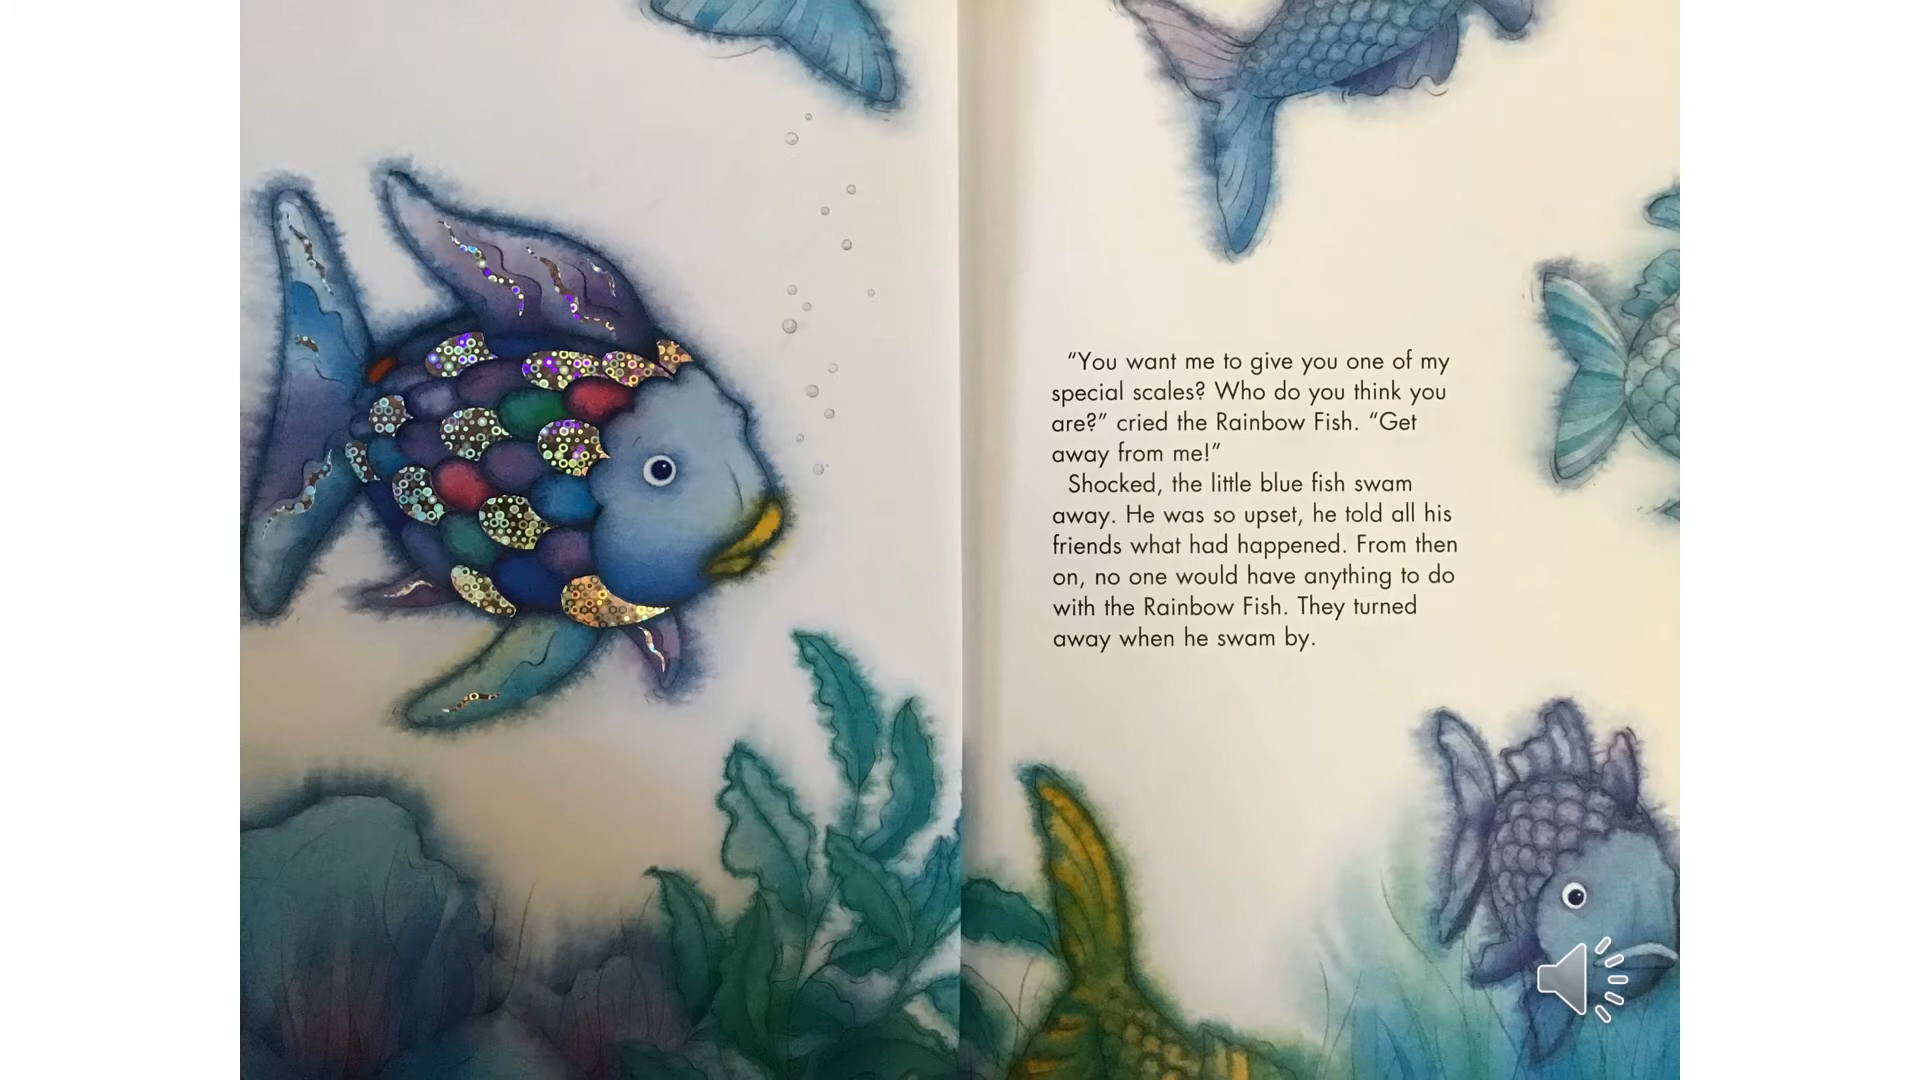 “You want me to give you one of my
special scales? Who do you think you
are?” cried the Rainbow Fish. “Get
away from me!”
Shocked, the little blue fish swam
away. He was so upset, he told all his
friends what had happened. From then
on, no one would have anything to do
with the Rainbow Fish. They turned
away when he swam by.